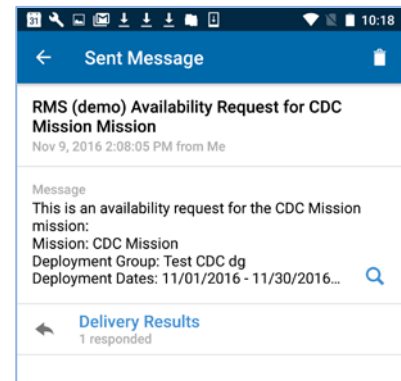 31 10:18
Sent Message
RMS (demo) Availability Request for CDC
Mission Mission
Nov 9, 2016 2:08:05 PM from Me
Message
This is an availability request for the CDC Mission
mission:
Mission: CDC Mission
Deployment Group: Test CDC dg
Deployment Dates: 11/01/2016 - 11/30/2016...
Delivery Results
1 responded